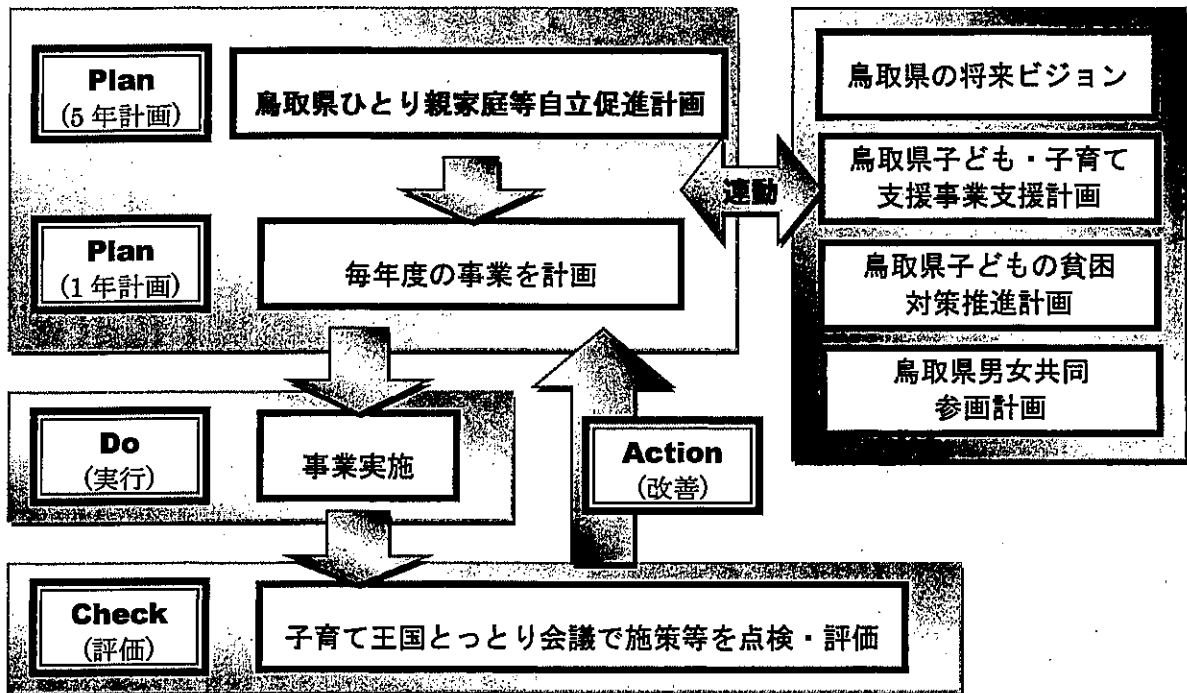 Plan
(5年計画)
鳥取県ひとり親家庭等自立促進計画
Plan
(1年計画)
毎年度の事業を計画
連動
鳥取県の将来ビジョン
鳥取県子ども・子育て
支援事業支援計画
鳥取県子どもの貧困
対策推進計画
鳥取県男女共同
参画計画
Do
(実行)
事業実施
Action
(改善)
Check
(評価)
子育て王国とっとり会議で施策等を点検・評価